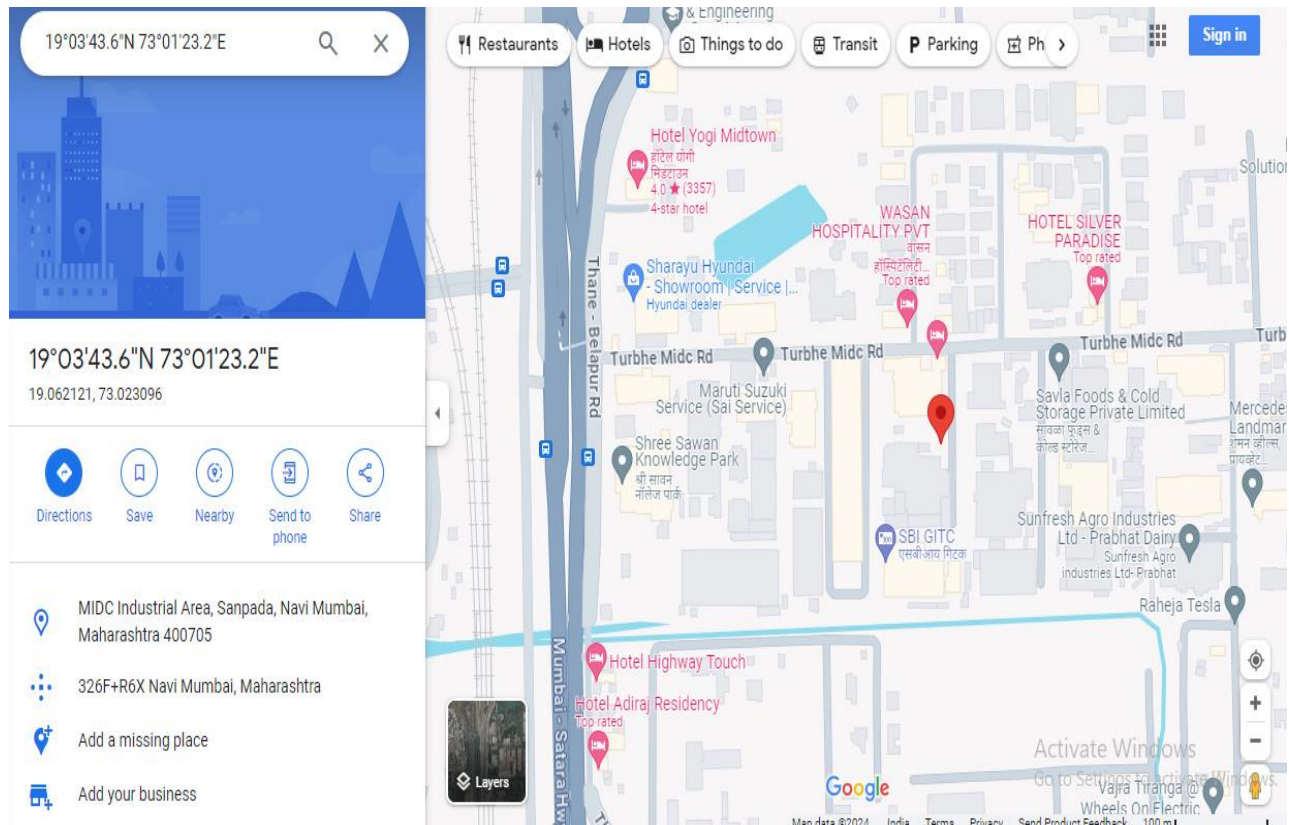 19°03'43.6"N 73°01'23.2"E
19°03'43.6"N 73°01'23.2"E
19.062121, 73.023096
Directions
Save
Nearby
Send to
phone
Share
MIDC Industrial Area, Sanpada, Navi Mumbai,
Maharashtra 400705
326F+R6X Navi Mumbai, Maharashtra
Add a missing place
Add your business
Restaurants
Hotels
Things to do
Transit
P Parking
Ph
Sign in
& Engineering
Hotel Yogi Midtown
हॉटेल योगी
मिडटाउन
4.0 ★ (3357)
4-star hotel
Solution
WASAN
HOSPITALITY PVT
वासन
हॉस्पिटॅलिटी...
Top rated
HOTEL SILVER
PARADISE
Top rated
Sharayu Hyundai
- Showroom | Service |...
Hyundai dealer
Thane - Belapur Rd
Turbhe Midc Rd
Turbhe Midc Rd
Turbhe Midc Rd
Turb
Maruti Suzuki
Service (Sai Service)
Savla Foods & Cold
Storage Private Limited
सावळा फूड्स &
कोल्ड स्टोरेज...
Mercedes
Landmar
Shree Sawan
Knowledge Park
श्री सावन
नॉलेज पार्क
SBI GITC
एसबीआय गिटक
Sunfresh Agro Industries
Ltd - Prabhat Dairy
Sunfresh Agro
industries Ltd- Prabhat
Raheja Tesla
Hotel Highway Touch
Hotel Adiraj Residency
Top rated
Mumbai - Satara Hw
Layers
Google
Activate Windows
Go to Settings to activate Windows.
Vajra Tiranga @
Wheels On Electric
Map data ©2024 India Terms Privacy Send Product Feedback 100 m